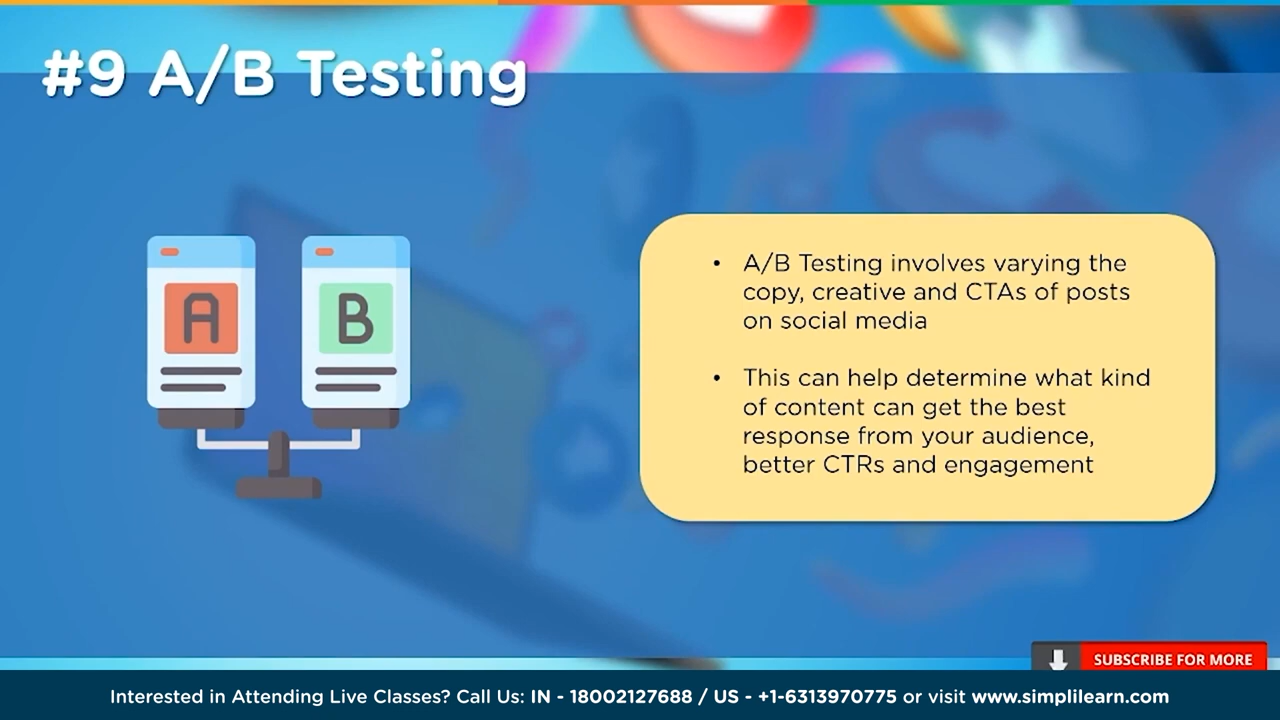 #9 A/B Testing
A
B
• A/B Testing involves varying the
copy, creative and CTAs of posts
on social media
• This can help determine what kind
of content can get the best
response from your audience,
better CTRs and engagement
SUBSCRIBE FOR MORE
Interested in Attending Live Classes? Call Us: IN - 18002127688 / US - +1-6313970775 or visit www.simplilearn.com